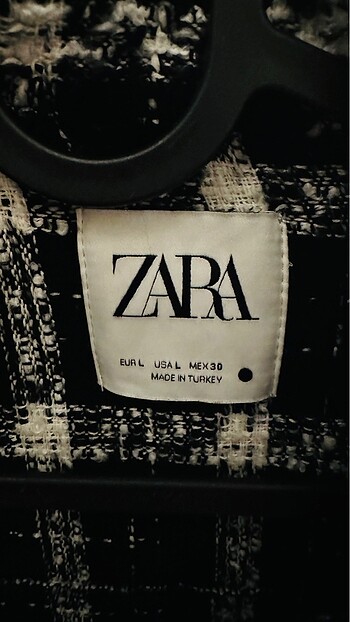 ZARA
EUR L USA L MEX 30
MADE IN TURKEY